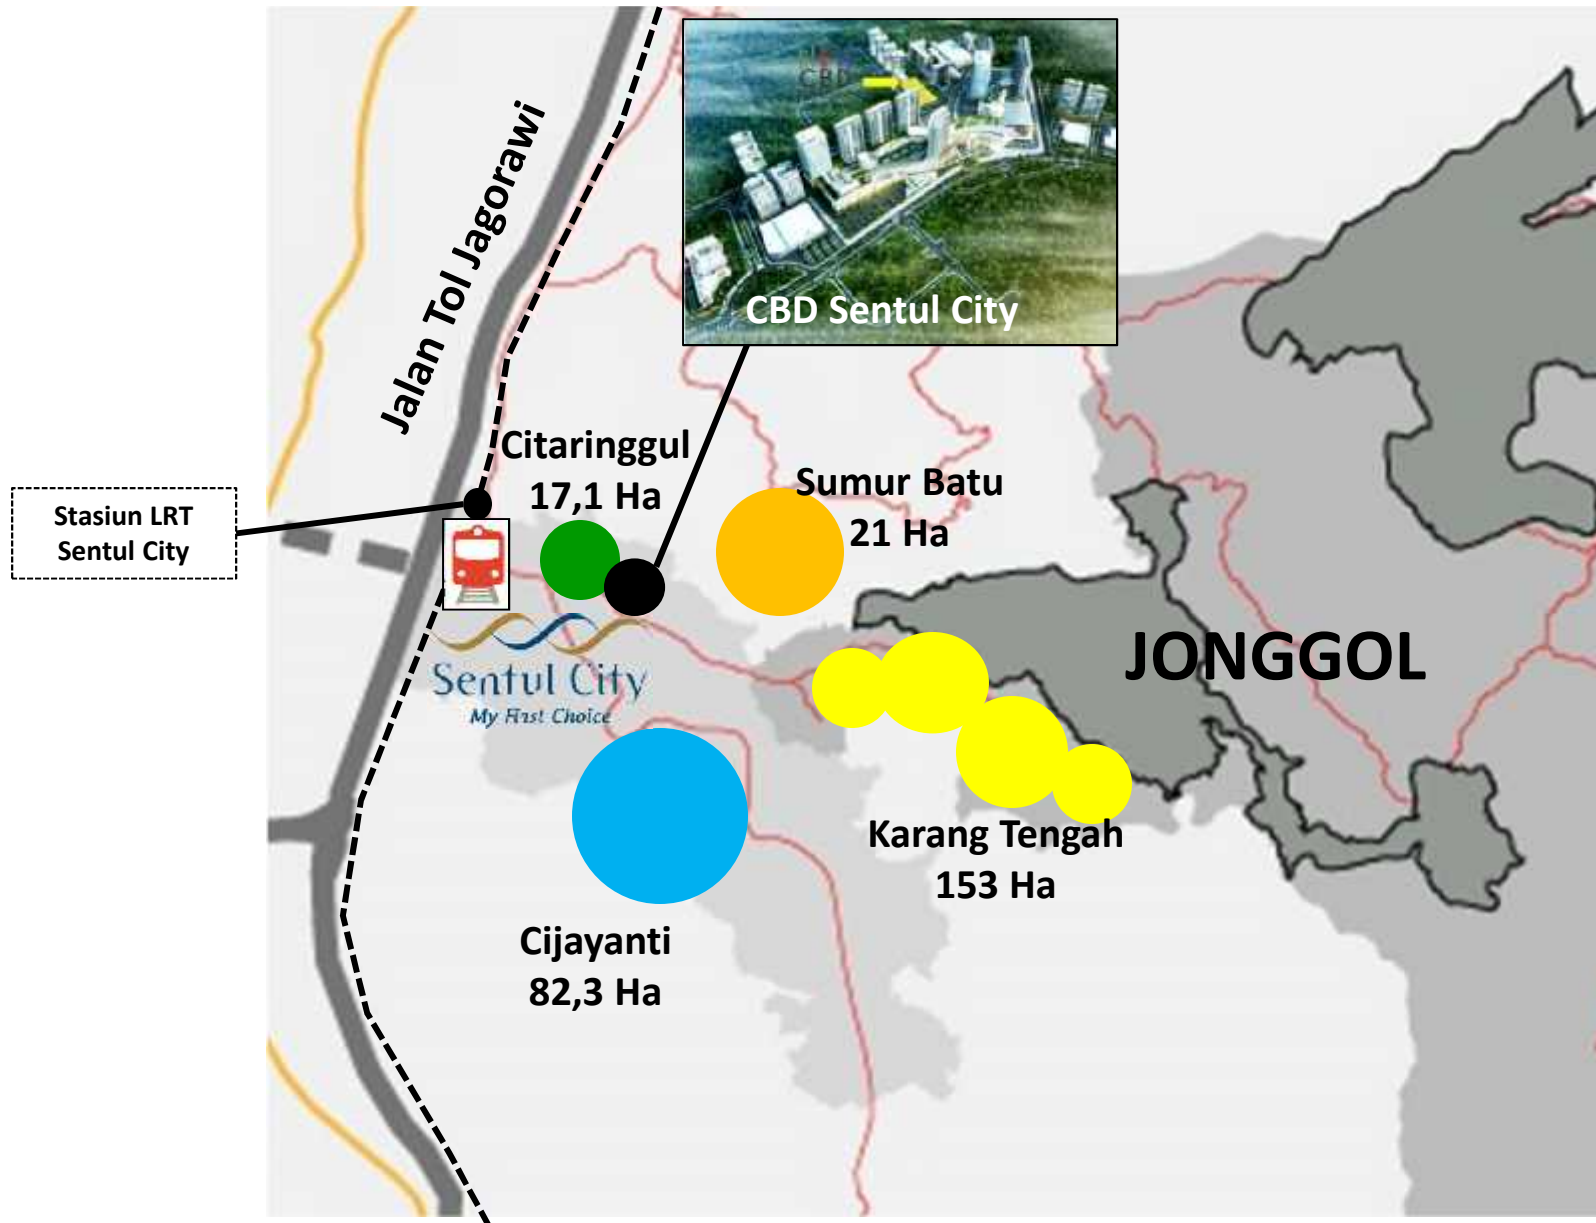 Jalan Tol Jagorawi
CBD
CBD Sentul City
Citaringgul
17,1 Ha
Sumur Batu
21 Ha
Stasiun LRT
Sentul City
JONGGOL
Sentul City
My First Choice
Karang Tengah
153 Ha
Cijayanti
82,3 Ha